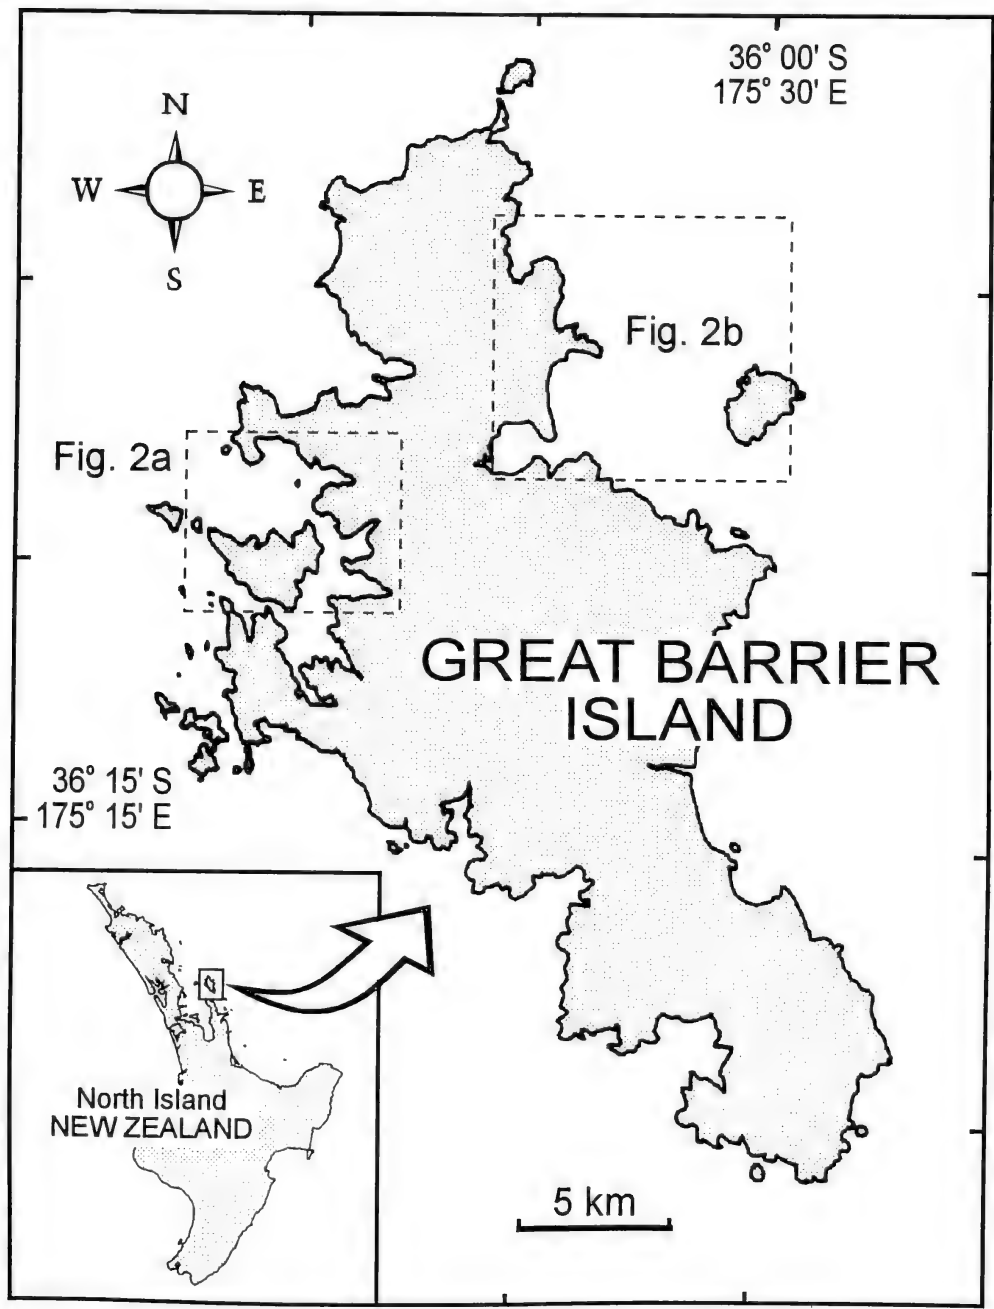 36° 00' S
175° 30' E
N
W
E
S
Fig. 2b
Fig. 2a
GREAT BARRIER
ISLAND
36° 15' S
175° 15' E
North Island
NEW ZEALAND
5 km